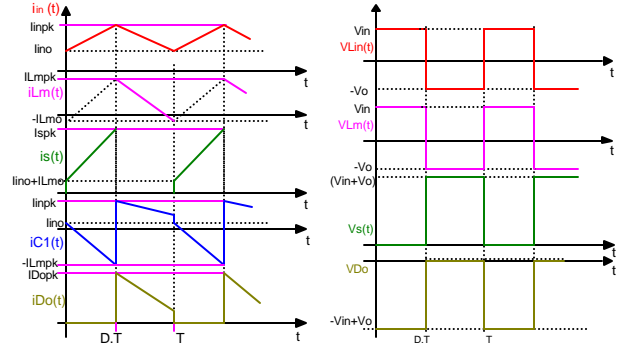 iin (t)
Iinpk
Iino
t
ILmpk
iLm(t)
-ILmo
t
Ispk
is(t)
Iino+ILmo
t
Iinpk
Iino
iC1(t)
t
-ILmpk
IDopk
iDo(t)
D.T
T
t
Vin
VLin(t)
t
-Vo
Vin
VLm(t)
t
-Vo
(Vin+Vo)
Vs(t)
t
VDo
t
-Vin+Vo
D.T
T